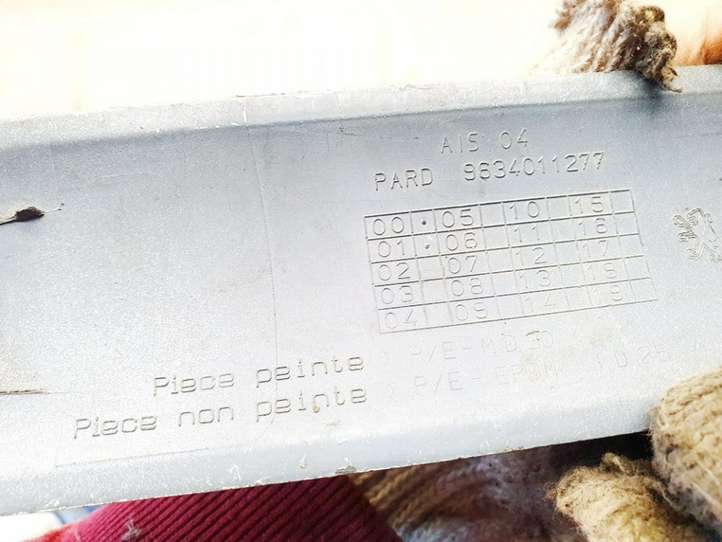 AIS 04
PARD 9634011277
00 05 10 15
01 06 11 16
02 07 12 17
03 08 13 18
04 09 14 19
Piece peinte P/E-M.D
Piece non peinte P/E-